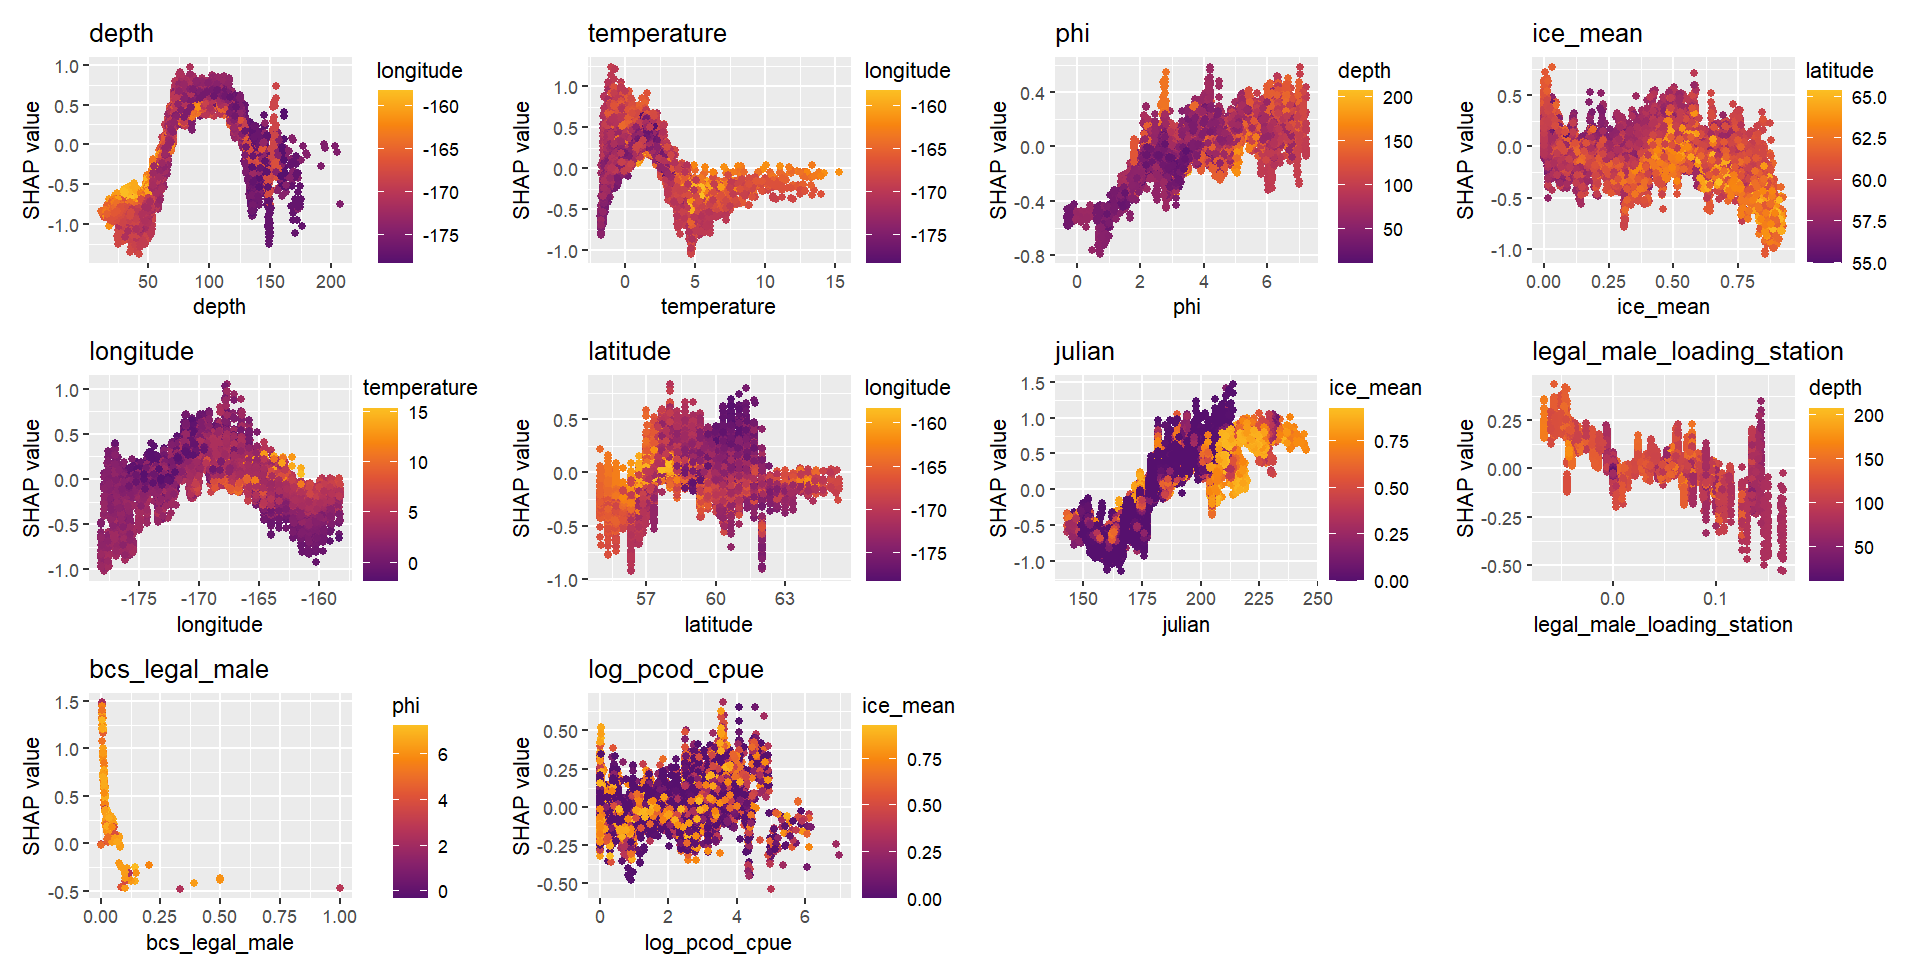 depth
longitude
1.0
0.5
0.0
-0.5
-1.0
SHAP value
-160
-165
-170
-175
50 100 150 200
depth
temperature
longitude
1.0
0.5
0.0
-0.5
-1.0
SHAP value
-160
-165
-170
-175
0 5 10 15
temperature
phi
depth
0.4
0.0
-0.4
-0.8
SHAP value
200
150
100
50
0 2 4 6
phi
ice_mean
latitude
0.5
0.0
-0.5
-1.0
SHAP value
65.0
62.5
60.0
57.5
55.0
0.00 0.25 0.50 0.75
ice_mean
longitude
temperature
1.0
0.5
0.0
-0.5
-1.0
SHAP value
15
10
5
0
-175 -170 -165 -160
longitude
latitude
longitude
0.5
0.0
-0.5
-1.0
SHAP value
-160
-165
-170
-175
57 60 63
latitude
julian
ice_mean
1.5
1.0
0.5
0.0
-0.5
-1.0
SHAP value
0.75
0.50
0.25
0.00
150 175 200 225 250
julian
legal_male_loading_station
depth
0.25
0.00
-0.25
-0.50
SHAP value
200
150
100
50
0.0 0.1
legal_male_loading_station
bcs_legal_male
phi
1.5
1.0
0.5
0.0
-0.5
SHAP value
6
4
2
0
0.00 0.25 0.50 0.75 1.00
bcs_legal_male
log_pcod_cpue
ice_mean
0.50
0.25
0.00
-0.25
-0.50
SHAP value
0.75
0.50
0.25
0.00
0 2 4 6
log_pcod_cpue